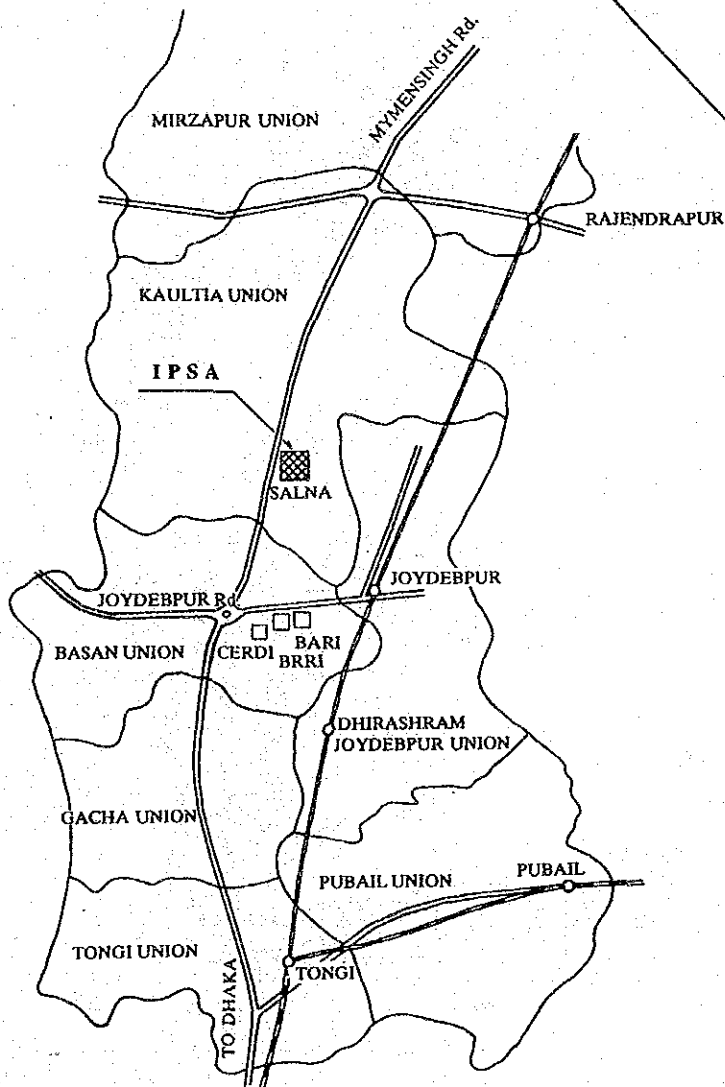 MYMENSINGH Rd.
MIRZAPUR UNION
RAJENDRAPUR
KAULTIA UNION
IPSA
SALNA
JOYDEBPUR
JOYDEBPUR Rd
BASAN UNION
CERDI
BARI
BRRI
DHIRASHRAM
JOYDEBPUR UNION
GACHA UNION
PUBAIL UNION
PUBAIL
TONGI UNION
TONGI
TO DHAKA